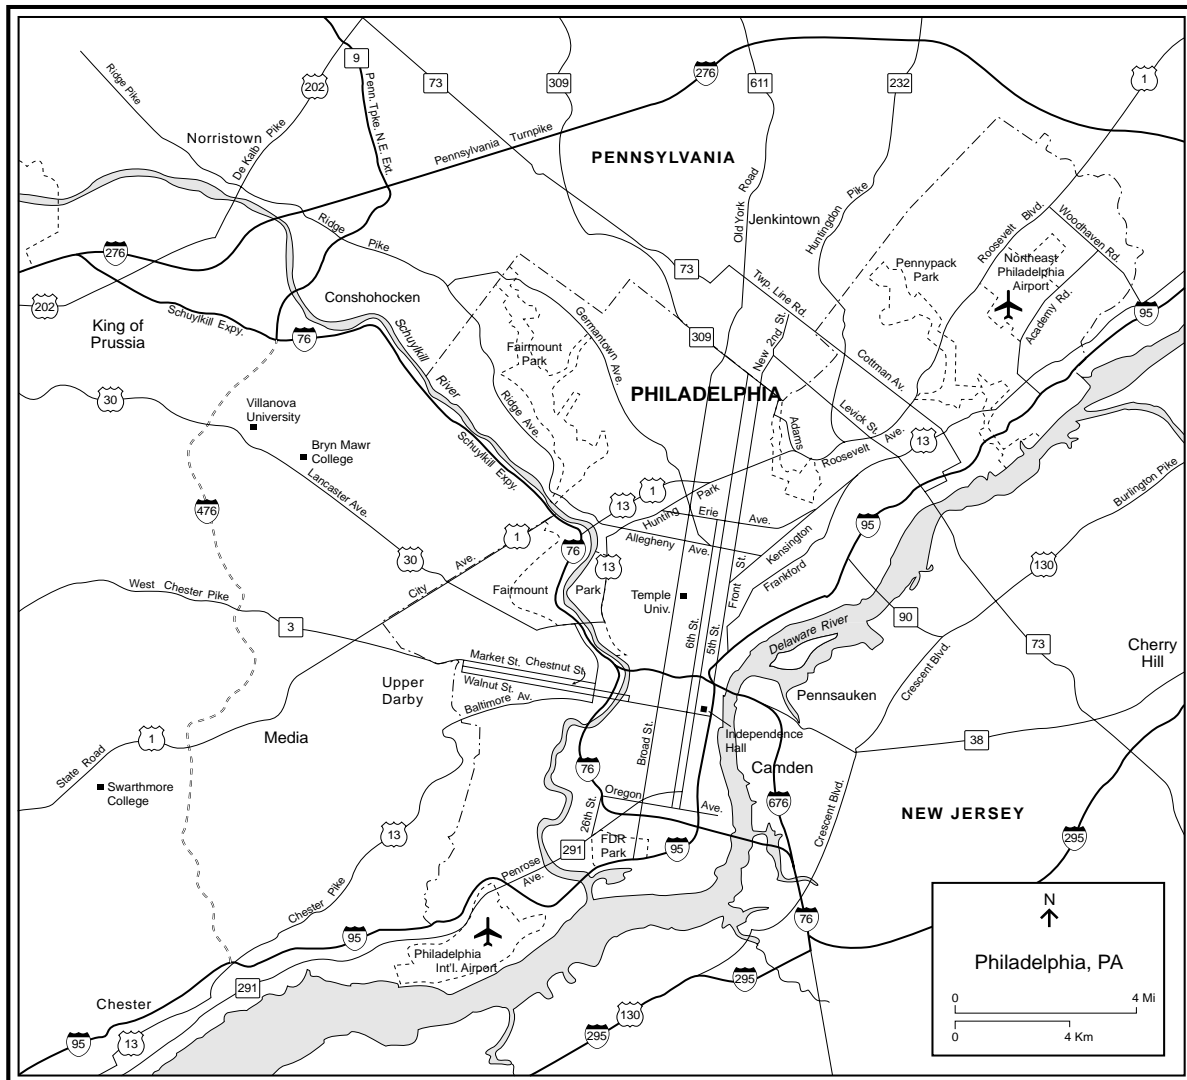 9
202
73
309
276
611
232
1
Ridge Pike
Penn. Tpke. N.E. Ext.
Norristown
De Kalb Pike
Pennsylvania Turnpike
PENNSYLVANIA
Old York Road
Jenkintown
Huntingdon Pike
Roosevelt Blvd.
Woodhaven Rd.
Ridge Pike
276
73
Twp. Line Rd.
Pennypack
Park
Northeast
Philadelphia
Airport
Academy Rd.
95
202
King of
Prussia
Schuylkill Expy.
76
Conshohocken
Schuylkill
River
Fairmount
Park
Germantown Ave.
309
New 2nd St.
Cottman Av.
PHILADELPHIA
Levick St.
30
Villanova
University
Bryn Mawr
College
Ridge Ave.
Adams
Roosevelt Ave.
13
Schuylkill Expy.
Lancaster Ave.
476
1
13
Hunting Park
Erie Ave.
Allegheny Ave.
Kensington
Frankford
95
Burlington Pike
1
76
13
30
City Ave.
Fairmount Park
Temple
Univ.
Front St.
6th St.
5th St.
130
West Chester Pike
3
90
Delaware River
Crescent Blvd.
73
Cherry
Hill
Market St.
Chestnut St.
Walnut St.
Baltimore Av.
Upper
Darby
Pennsauken
Media
1
State Road
Swarthmore
College
Broad St.
Independence
Hall
38
Camden
76
676
Oregon Ave.
26th St.
Crescent Blvd.
NEW JERSEY
295
13
291
FDR
Park
95
Penrose
Ave.
Chester Pike
95
Philadelphia
Int'l. Airport
76
291
Chester
295
130
295
95
13
N
Philadelphia, PA
0
4 Mi
0
4 Km